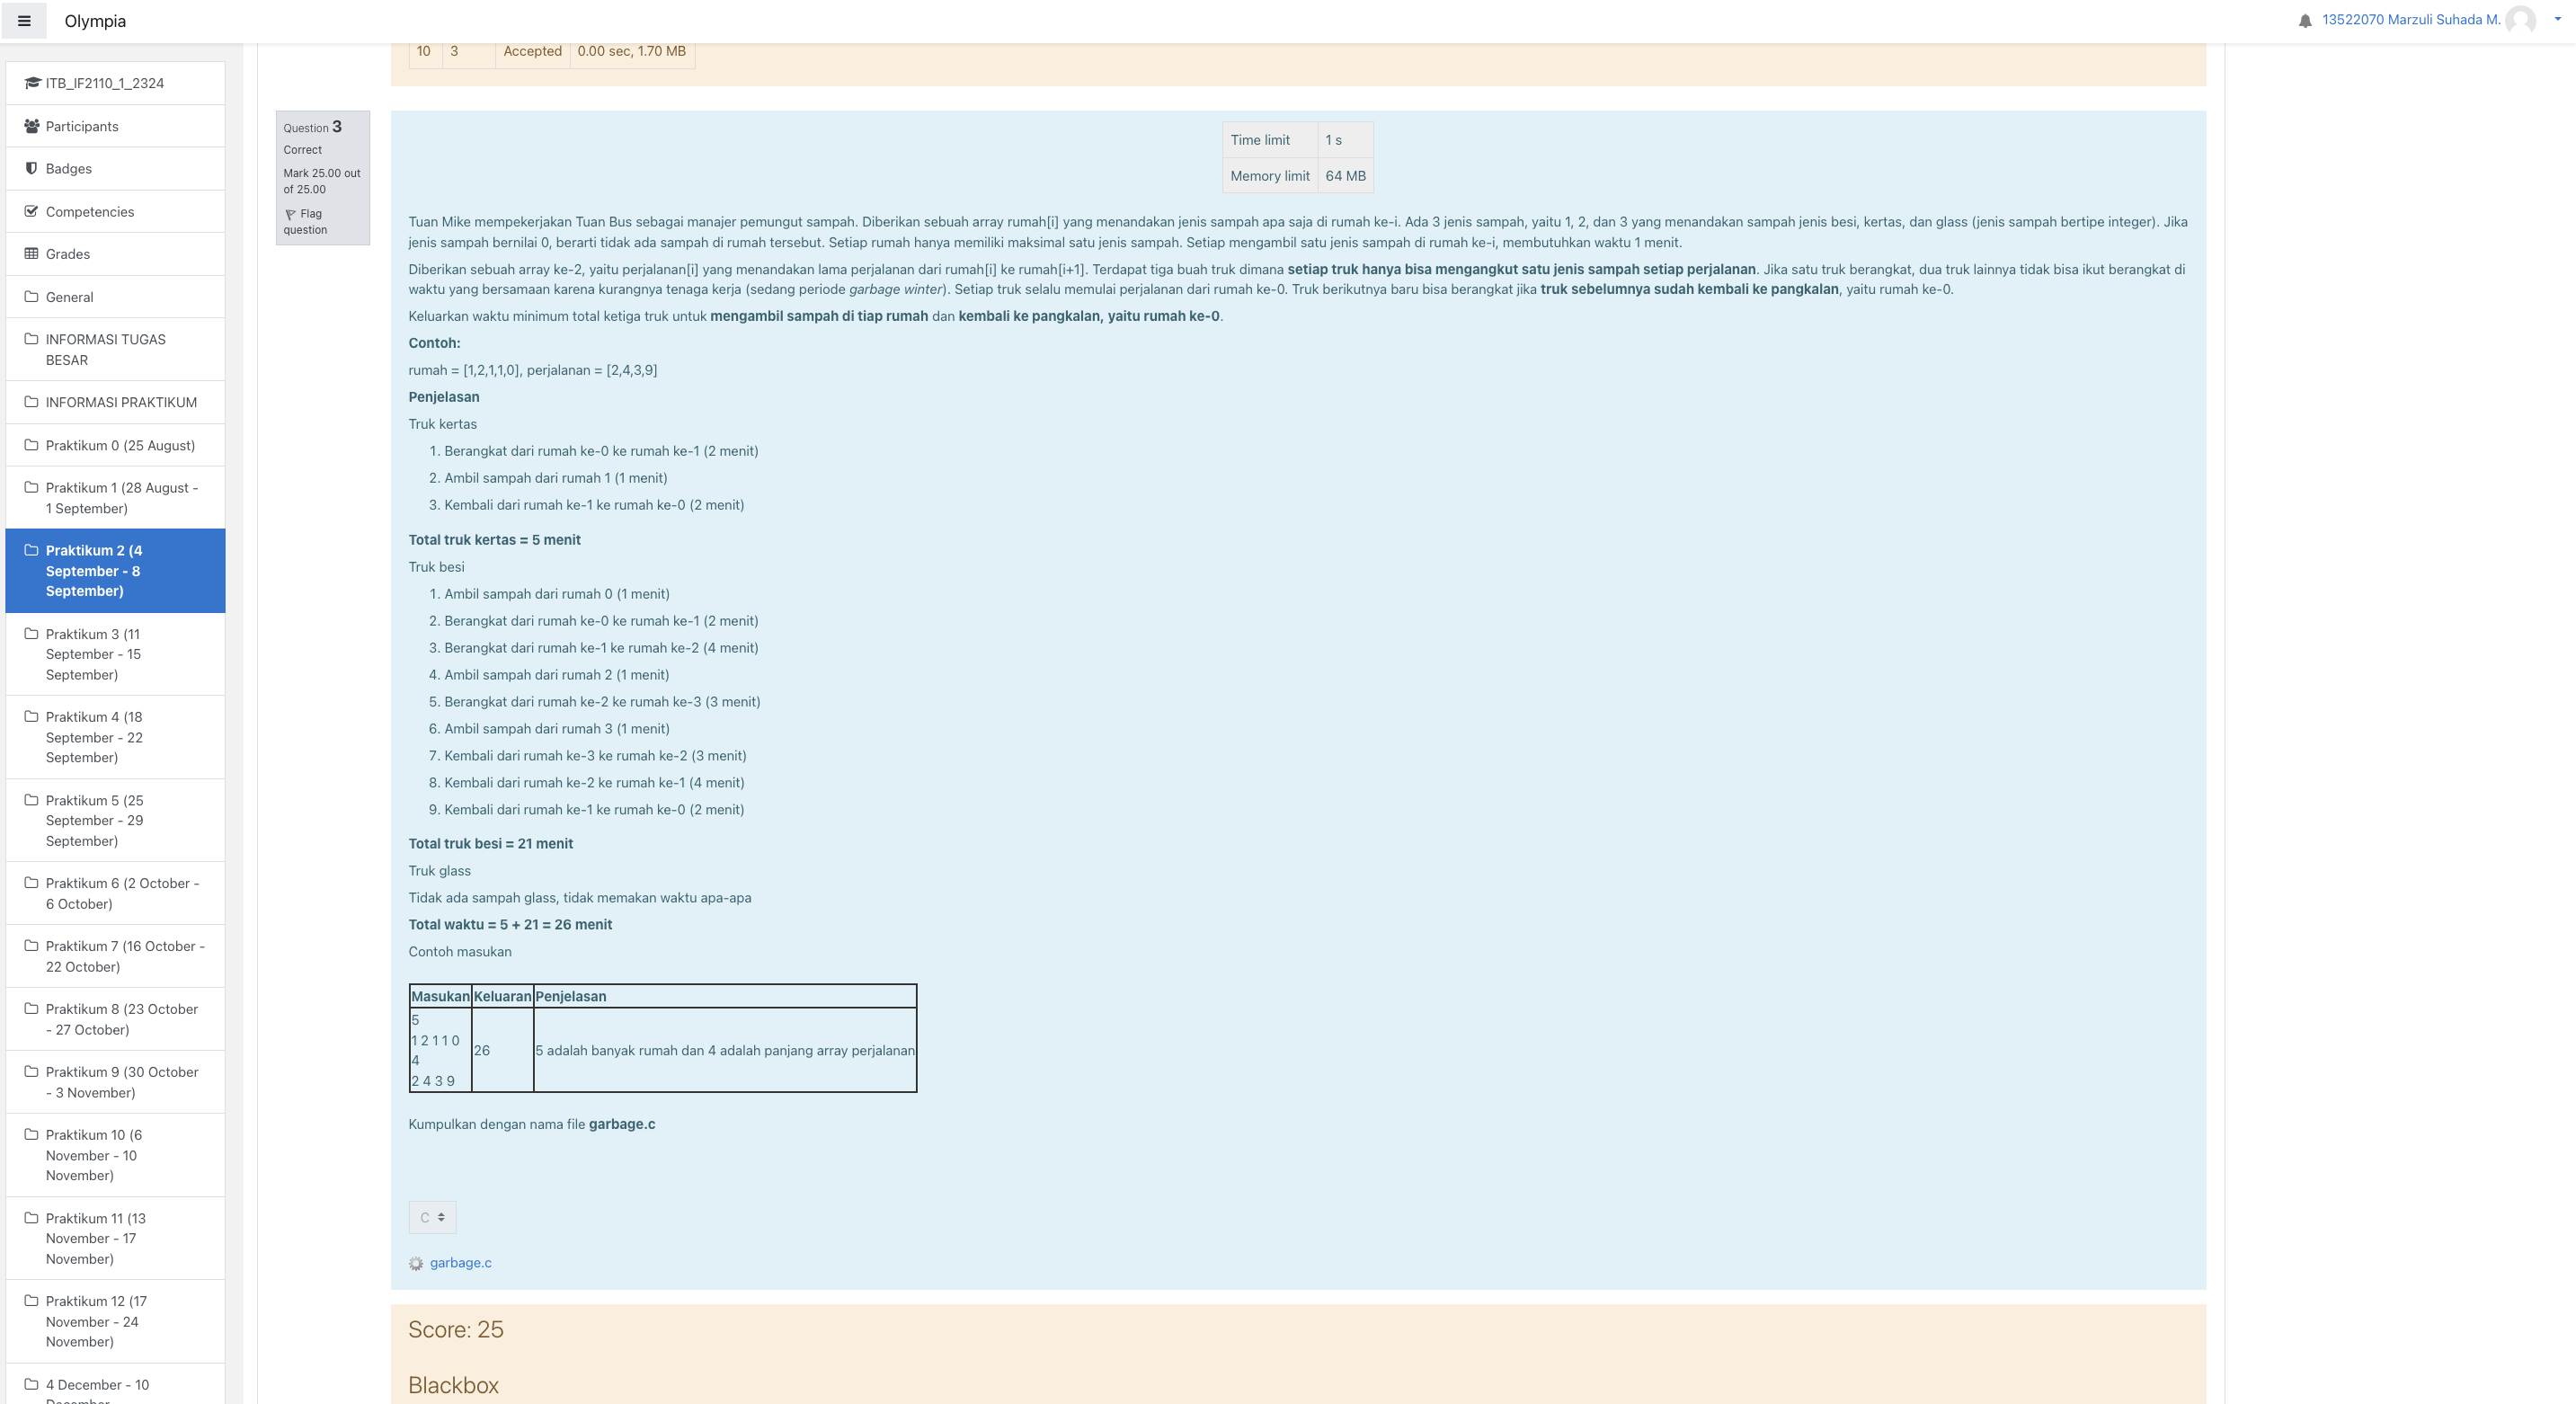 Olympia
13522070 Marzuli Suhada M.
ITB_IF2110_1_2324
Participants
Badges
Competencies
Grades
General
INFORMASI TUGAS
BESAR
INFORMASI PRAKTIKUM
Praktikum 0 (25 August)
Praktikum 1 (28 August -
1 September)
Praktikum 2 (4
September - 8
September)
Praktikum 3 (11
September - 15
September)
Praktikum 4 (18
September - 22
September)
Praktikum 5 (25
September - 29
September)
Praktikum 6 (2 October -
6 October)
Praktikum 7 (16 October -
22 October)
Praktikum 8 (23 October
- 27 October)
Praktikum 9 (30 October
- 3 November)
Praktikum 10 (6
November - 10
November)
Praktikum 11 (13
November - 17
November)
Praktikum 12 (17
November - 24
November)
4 December - 10
10 3 Accepted 0.00 sec, 1.70 MB
Question 3
Correct
Mark 25.00 out
of 25.00
Flag
question
Time limit 1 s
Memory limit 64 MB
Tuan Mike mempekerjakan Tuan Bus sebagai manajer pemungut sampah. Diberikan sebuah array rumah[i] yang menandakan jenis sampah apa saja di rumah ke-i. Ada 3 jenis sampah, yaitu 1, 2, dan 3 yang menandakan sampah jenis besi, kertas, dan glass (jenis sampah bertipe integer). Jika
jenis sampah bernilai 0, berarti tidak ada sampah di rumah tersebut. Setiap rumah hanya memiliki maksimal satu jenis sampah. Setiap mengambil satu jenis sampah di rumah ke-i, membutuhkan waktu 1 menit.
Diberikan sebuah array ke-2, yaitu perjalanan[i] yang menandakan lama perjalanan dari rumah[i] ke rumah[i+1]. Terdapat tiga buah truk dimana setiap truk hanya bisa mengangkut satu jenis sampah setiap perjalanan. Jika satu truk berangkat, dua truk lainnya tidak bisa ikut berangkat di
waktu yang bersamaan karena kurangnya tenaga kerja (sedang periode garbage winter). Setiap truk selalu memulai perjalanan dari rumah ke-0. Truk berikutnya baru bisa berangkat jika truk sebelumnya sudah kembali ke pangkalan, yaitu rumah ke-0.
Keluarkan waktu minimum total ketiga truk untuk mengambil sampah di tiap rumah dan kembali ke pangkalan, yaitu rumah ke-0.
Contoh:
rumah = [1,2,1,1,0], perjalanan = [2,4,3,9]
Penjelasan
Truk kertas
1. Berangkat dari rumah ke-0 ke rumah ke-1 (2 menit)
2. Ambil sampah dari rumah 1 (1 menit)
3. Kembali dari rumah ke-1 ke rumah ke-0 (2 menit)
Total truk kertas = 5 menit
Truk besi
1. Ambil sampah dari rumah 0 (1 menit)
2. Berangkat dari rumah ke-0 ke rumah ke-1 (2 menit)
3. Berangkat dari rumah ke-1 ke rumah ke-2 (4 menit)
4. Ambil sampah dari rumah 2 (1 menit)
5. Berangkat dari rumah ke-2 ke rumah ke-3 (3 menit)
6. Ambil sampah dari rumah 3 (1 menit)
7. Kembali dari rumah ke-3 ke rumah ke-2 (3 menit)
8. Kembali dari rumah ke-2 ke rumah ke-1 (4 menit)
9. Kembali dari rumah ke-1 ke rumah ke-0 (2 menit)
Total truk besi = 21 menit
Truk glass
Tidak ada sampah glass, tidak memakan waktu apa-apa
Total waktu = 5 + 21 = 26 menit
Contoh masukan
Masukan Keluaran Penjelasan
5
1 2 1 1 0
4
2 4 3 9
26
5 adalah banyak rumah dan 4 adalah panjang array perjalanan
Kumpulkan dengan nama file garbage.c
C
garbage.c
Score: 25
Blackbox